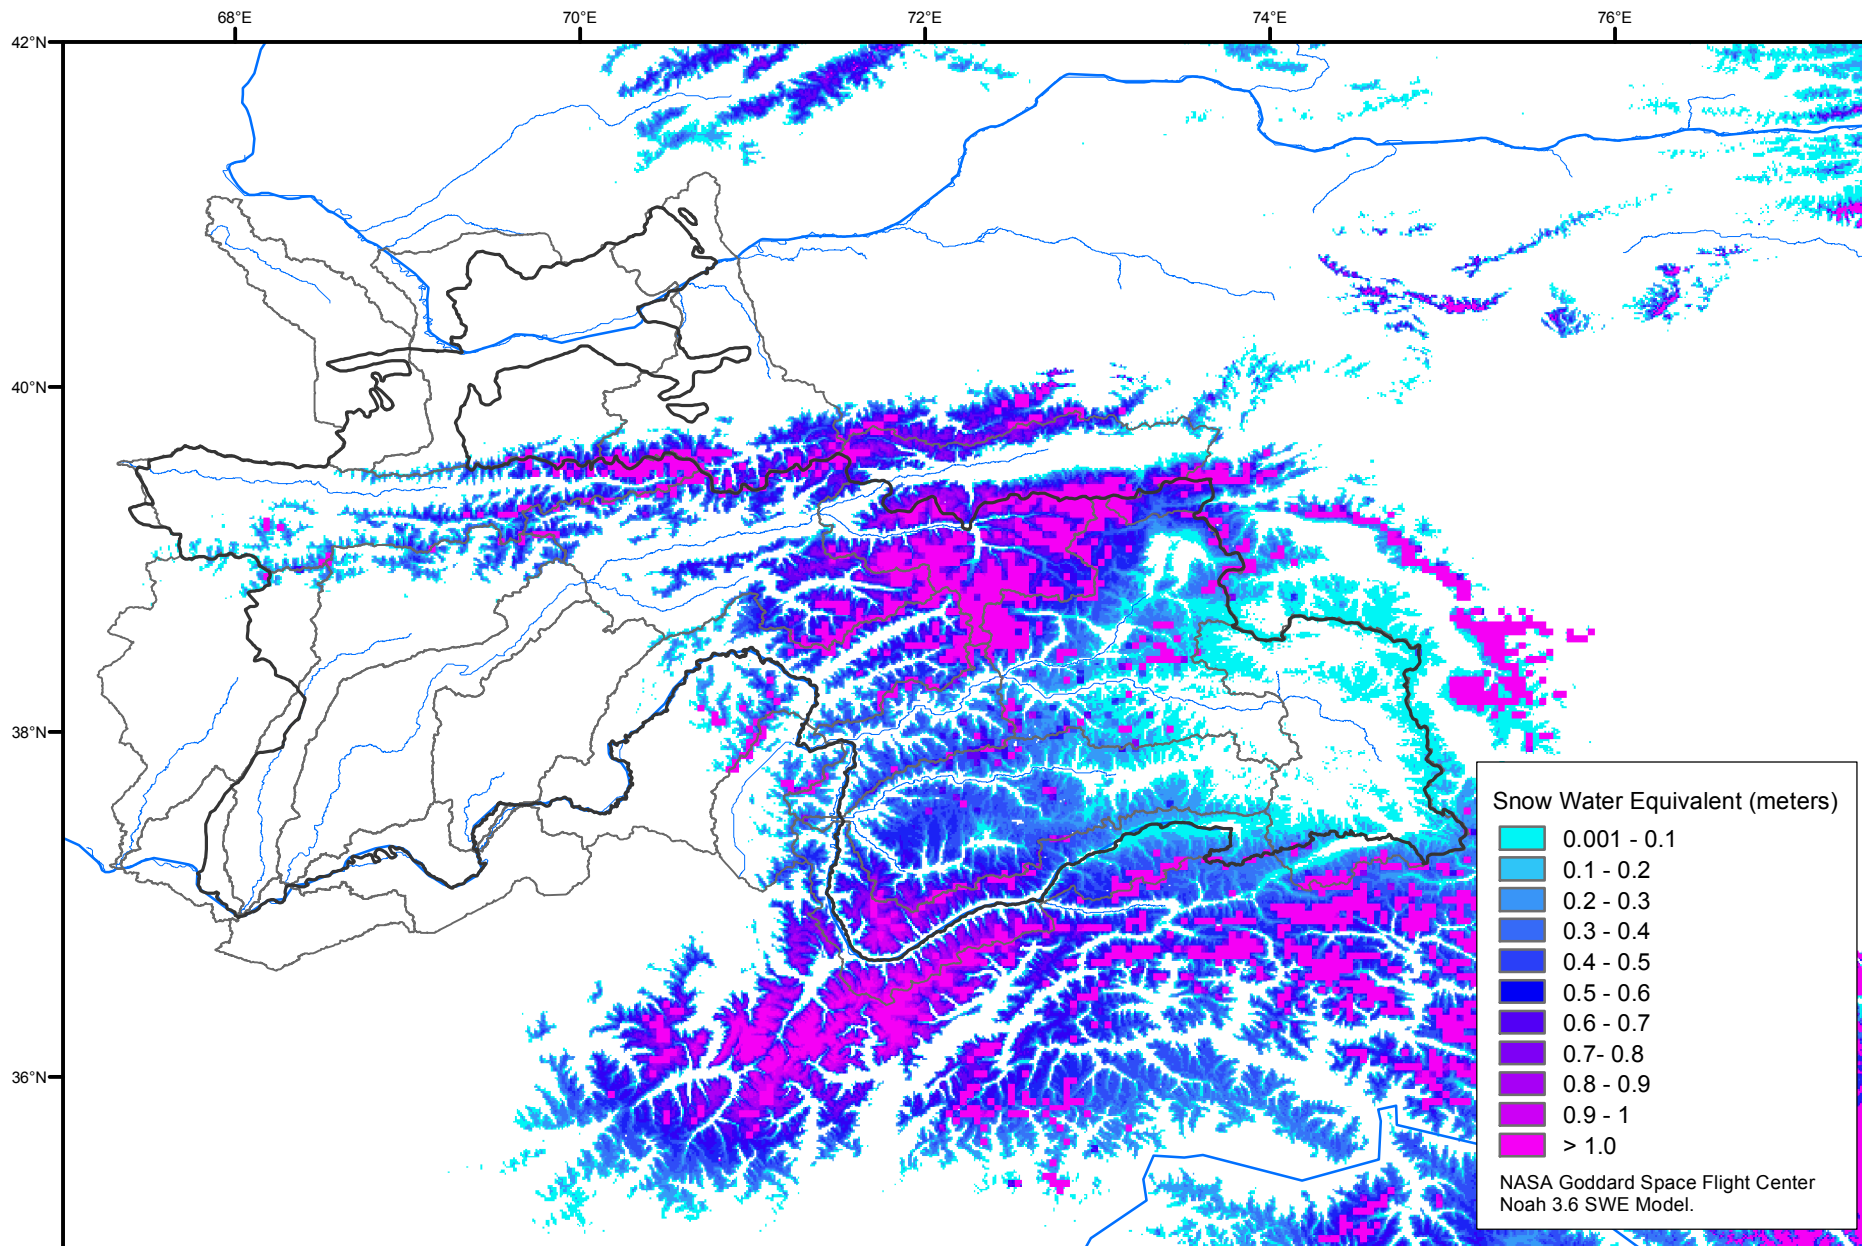 68°E
70°E
72°E
74°E
76°E
42°N
40°N
38°N
36°N
Snow Water Equivalent (meters)
0.001 - 0.1
0.1 - 0.2
0.2 - 0.3
0.3 - 0.4
0.4 - 0.5
0.5 - 0.6
0.6 - 0.7
0.7- 0.8
0.8 - 0.9
0.9 - 1
> 1.0
NASA Goddard Space Flight Center
Noah 3.6 SWE Model.